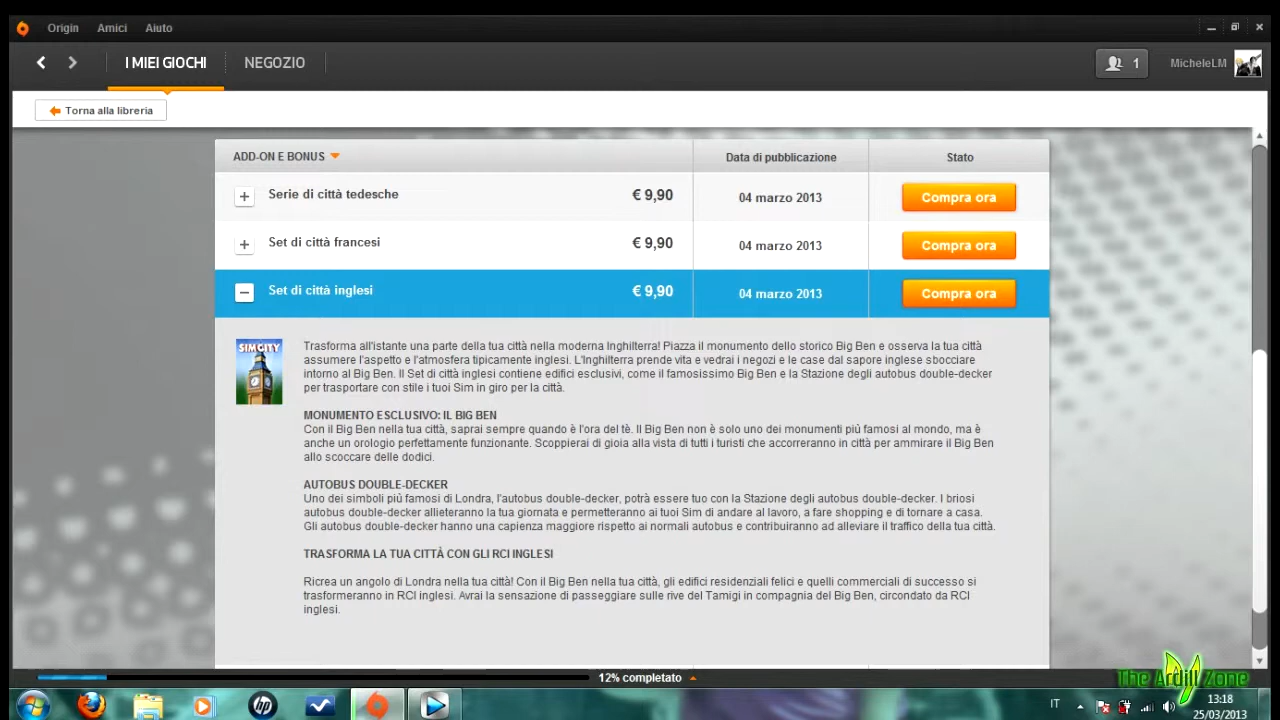 Origin Amici Aiuto
I MIEI GIOCHI NEGOZIO 1 MicheleLM
Torna alla libreria
ADD-ON E BONUS Data di pubblicazione Stato
Serie di città tedesche € 9,90 04 marzo 2013 Compra ora
Set di città francesi € 9,90 04 marzo 2013 Compra ora
Set di città inglesi € 9,90 04 marzo 2013 Compra ora
SIMCITY
Trasforma all'istante una parte della tua città nella moderna Inghilterra! Piazza il monumento dello storico Big Ben e osserva la tua città
assumere l'aspetto e l'atmosfera tipicamente inglesi. L'Inghilterra prende vita e vedrai i negozi e le case dal sapore inglese sbocciare
intorno al Big Ben. Il Set di città inglesi contiene edifici esclusivi, come il famosissimo Big Ben e la Stazione degli autobus double-decker
per trasportare con stile i tuoi Sim in giro per la città.
MONUMENTO ESCLUSIVO: IL BIG BEN
Con il Big Ben nella tua città, saprai sempre quando è l'ora del tè. Il Big Ben non è solo uno dei monumenti più famosi al mondo, ma è
anche un orologio perfettamente funzionante. Scoppierai di gioia alla vista di tutti i turisti che accorreranno in città per ammirare il Big Ben
allo scoccare delle dodici.
AUTOBUS DOUBLE-DECKER
Uno dei simboli più famosi di Londra, l'autobus double-decker, potrà essere tuo con la Stazione degli autobus double-decker. I briosi
autobus double-decker allieteranno la tua giornata e permetteranno ai tuoi Sim di andare al lavoro, a fare shopping e di tornare a casa.
Gli autobus double-decker hanno una capienza maggiore rispetto ai normali autobus e contribuiranno ad alleviare il traffico della tua città.
TRASFORMA LA TUA CITTÀ CON GLI RCI INGLESI
Ricrea un angolo di Londra nella tua città! Con il Big Ben nella tua città, gli edifici residenziali felici e quelli commerciali di successo si
trasformeranno in RCI inglesi. Avrai la sensazione di passeggiare sulle rive del Tamigi in compagnia del Big Ben, circondato da RCI
inglesi.
12% completato
The Ardill Zone
hp IT 13:18
25/03/2013